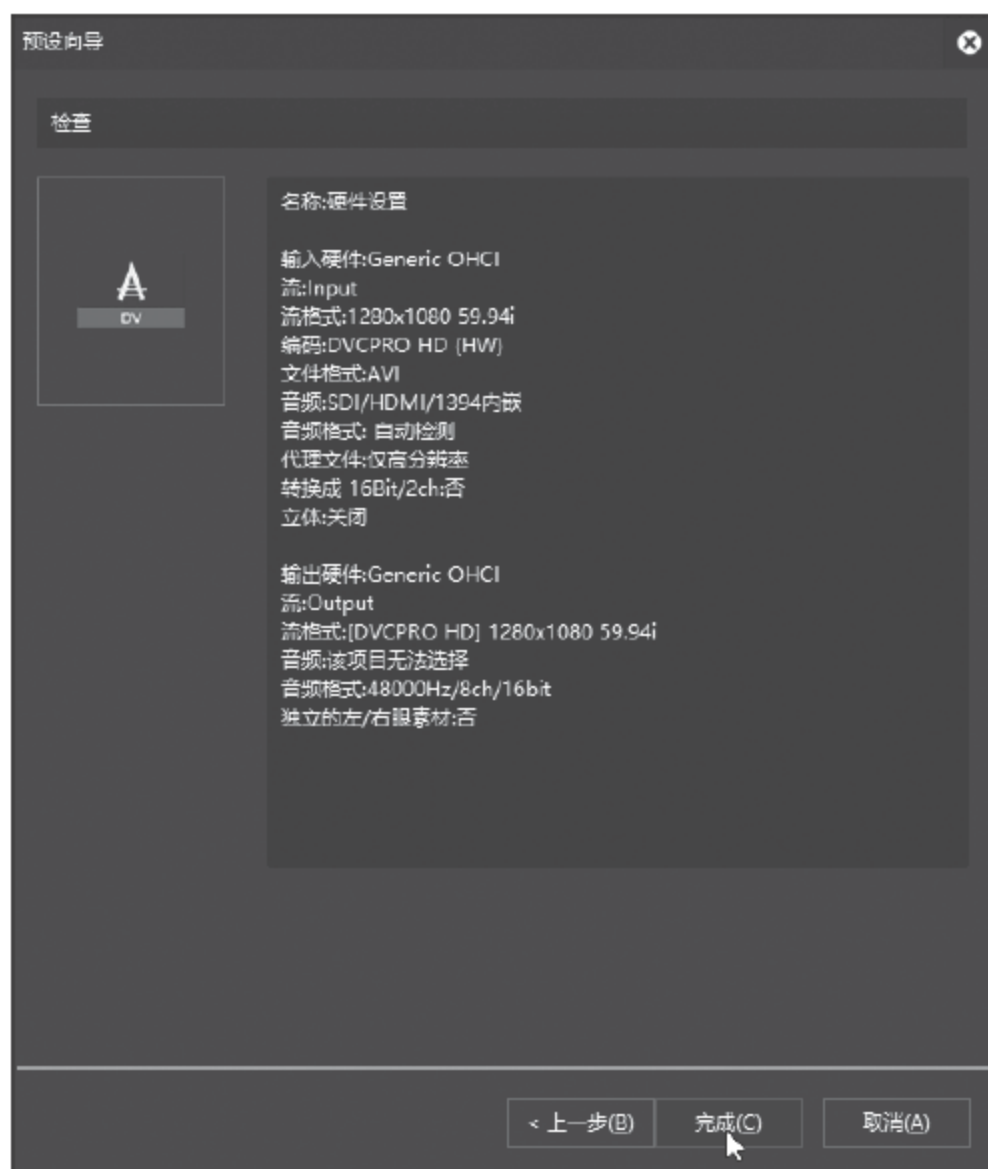 预设向导
检查
A
DV
名称:硬件设置
输入硬件:Generic OHCI
流:Input
流格式:1280x1080 59.94i
编码:DVCPRO HD (HW)
文件格式:AVI
音频:SDI/HDMI/1394内嵌
音频格式: 自动检测
代理文件:仅高分辨率
转换成 16Bit/2ch:否
立体:关闭
输出硬件:Generic OHCI
流:Output
流格式:[DVCPRO HD] 1280x1080 59.94i
音频:该项目无法选择
音频格式:48000Hz/8ch/16bit
独立的左/右眼素材:否
< 上一步(B) 完成(C) 取消(A)